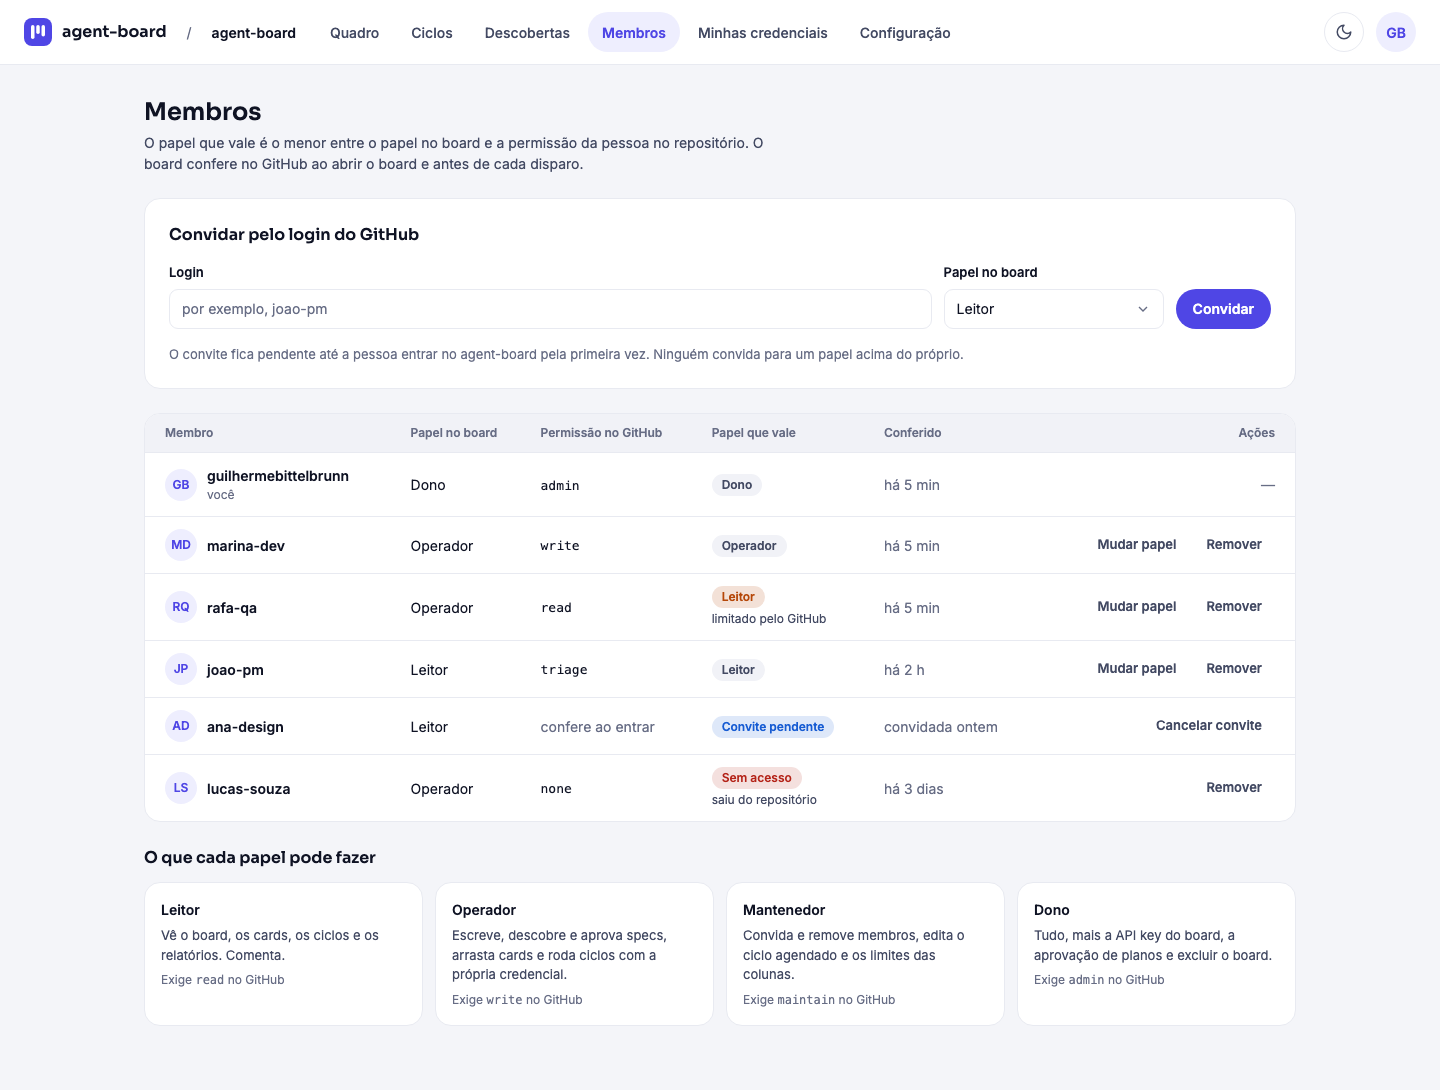 agent-board / agent-board Quadro Ciclos Descobertas Membros Minhas credenciais Configuração GB
Membros
O papel que vale é o menor entre o papel no board e a permissão da pessoa no repositório. O
board confere no GitHub ao abrir o board e antes de cada disparo.
Convidar pelo login do GitHub
Login Papel no board
por exemplo, joao-pm Leitor Convidar
O convite fica pendente até a pessoa entrar no agent-board pela primeira vez. Ninguém convida para um papel acima do próprio.
Membro Papel no board Permissão no GitHub Papel que vale Conferido Ações
GB guilhermebittelbrunn Dono admin Dono há 5 min —
você
MD marina-dev Operador write Operador há 5 min Mudar papel Remover
RQ rafa-qa Operador read Leitor há 5 min Mudar papel Remover
limitado pelo GitHub
JP joao-pm Leitor triage Leitor há 2 h Mudar papel Remover
AD ana-design Leitor confere ao entrar Convite pendente convidada ontem Cancelar convite
LS lucas-souza Operador none Sem acesso há 3 dias Remover
saiu do repositório
O que cada papel pode fazer
Leitor
Vê o board, os cards, os ciclos e os
relatórios. Comenta.
Exige read no GitHub
Operador
Escreve, descobre e aprova specs,
arrasta cards e roda ciclos com a
própria credencial.
Exige write no GitHub
Mantenedor
Convida e remove membros, edita o
ciclo agendado e os limites das
colunas.
Exige maintain no GitHub
Dono
Tudo, mais a API key do board, a
aprovação de planos e excluir o board.
Exige admin no GitHub